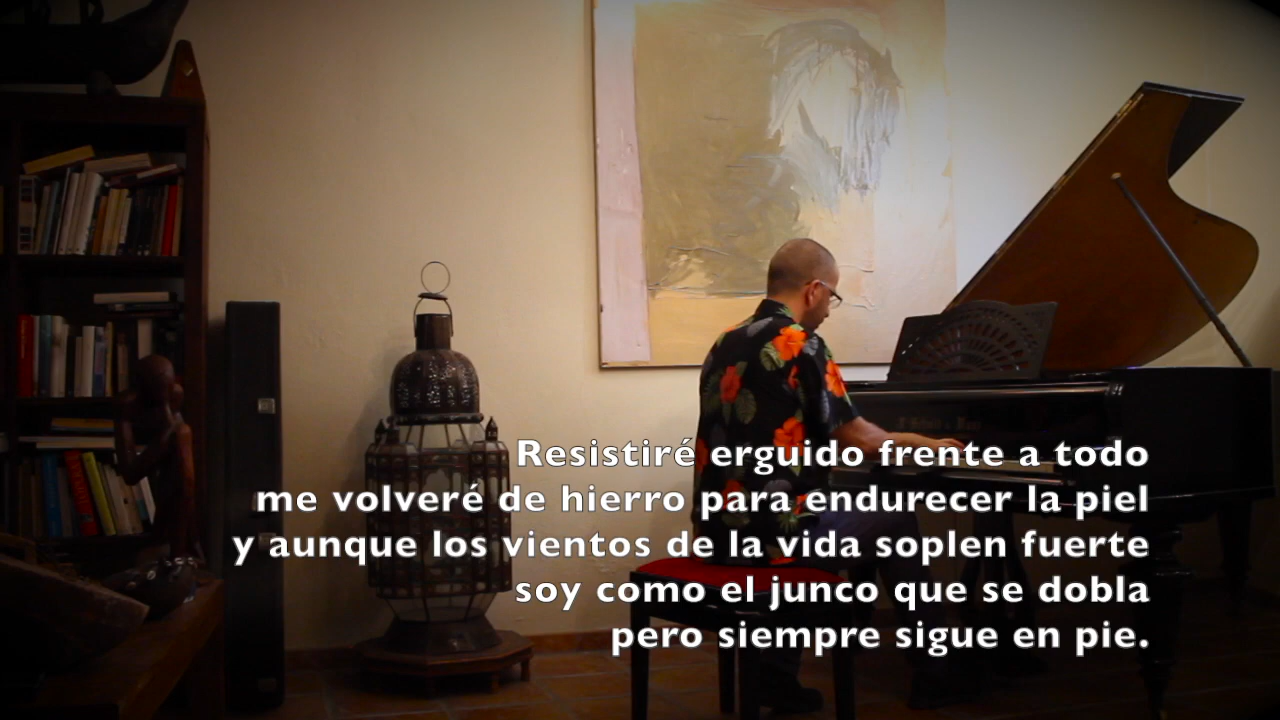 Resistiré erguido frente a todo
me volveré de hierro para endurecer la piel
y aunque los vientos de la vida soplen fuerte
soy como el junco que se dobla
pero siempre sigue en pie.